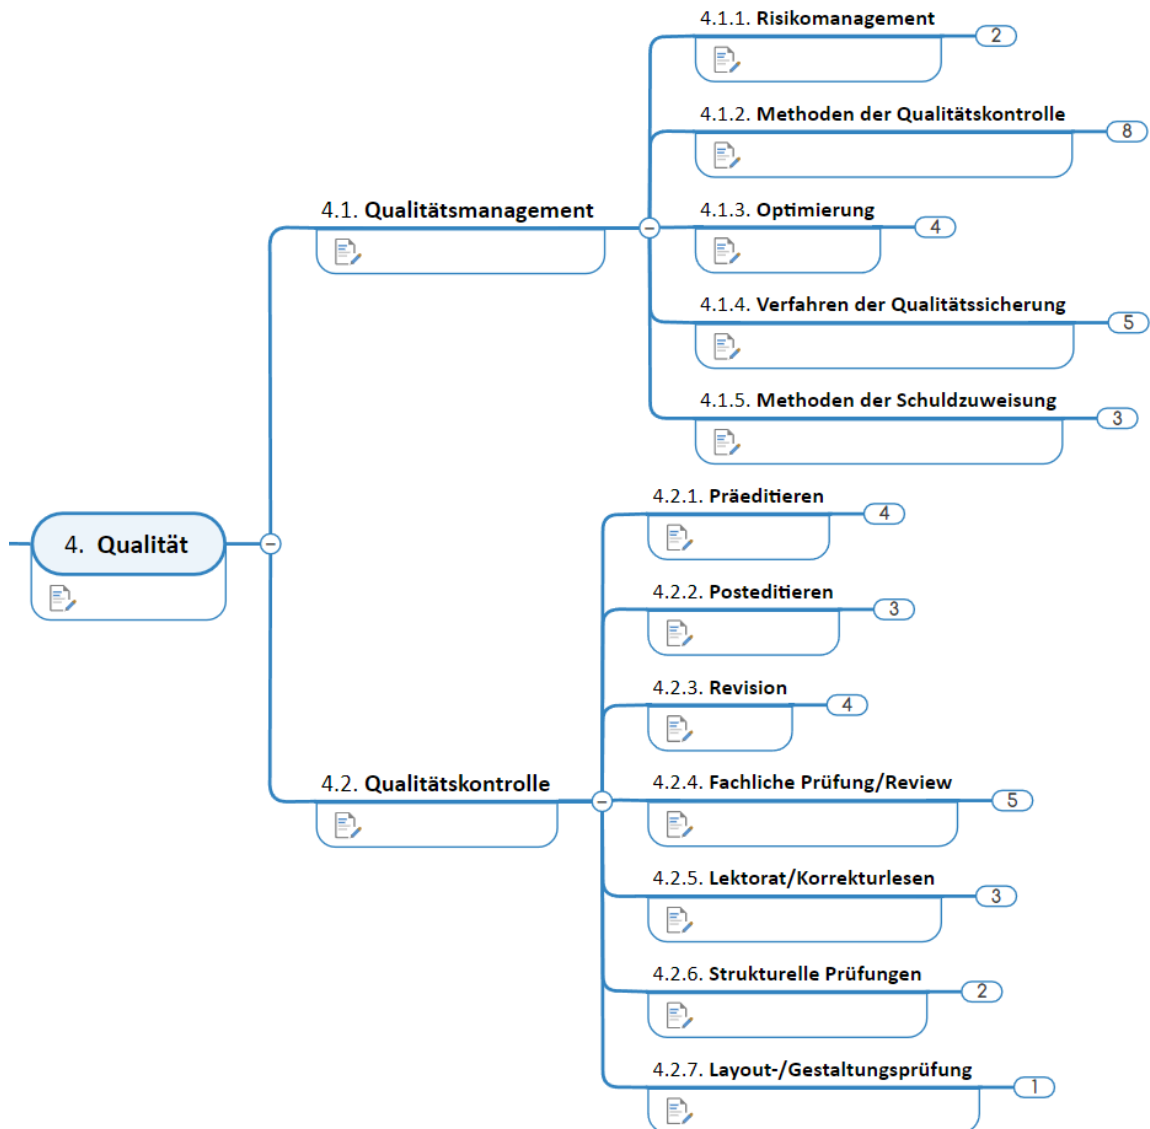 4.1.1. Risikomanagement
2
4.1.2. Methoden der Qualitätskontrolle
8
4.1. Qualitätsmanagement
4.1.3. Optimierung
4
4.1.4. Verfahren der Qualitätssicherung
5
4.1.5. Methoden der Schuldzuweisung
3
4. Qualität
4.2.1. Präeditieren
4
4.2.2. Posteditieren
3
4.2.3. Revision
4
4.2. Qualitätskontrolle
4.2.4. Fachliche Prüfung/Review
5
4.2.5. Lektorat/Korrekturlesen
3
4.2.6. Strukturelle Prüfungen
2
4.2.7. Layout-/Gestaltungsprüfung
1